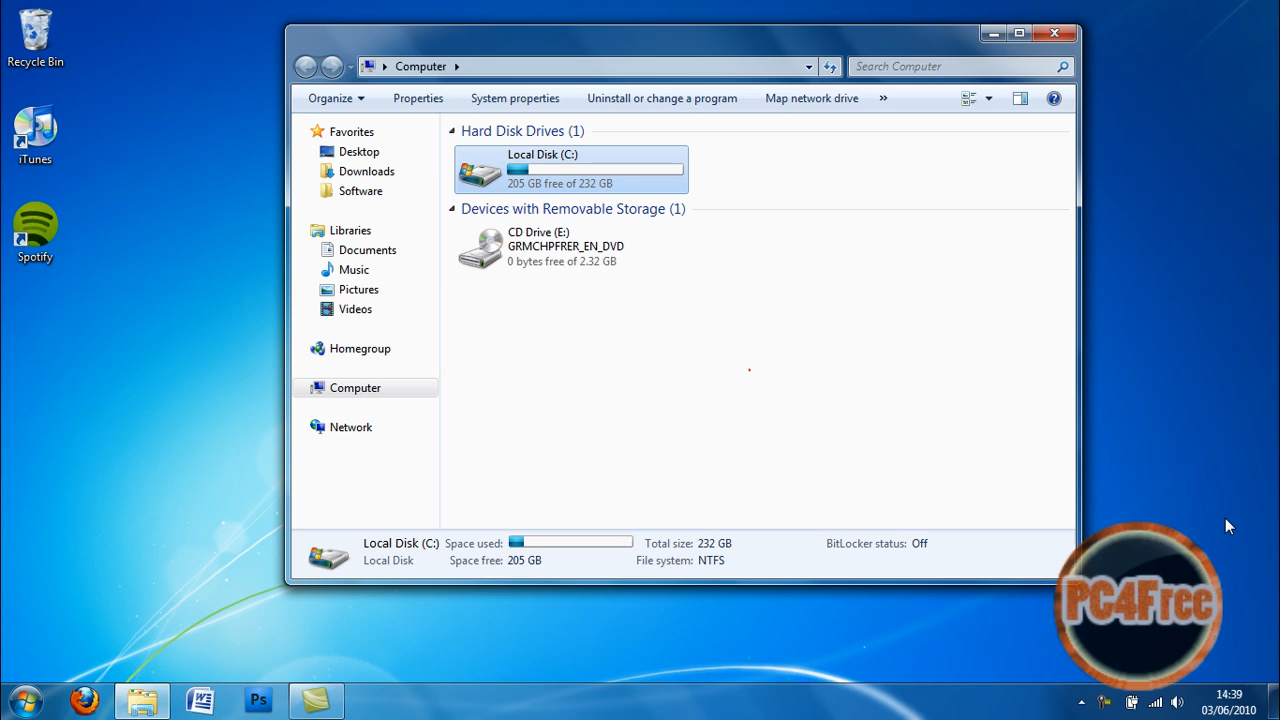 Recycle Bin
iTunes
Spotify
Computer
Search Computer
Organize Properties System properties Uninstall or change a program Map network drive »
Favorites
Desktop
Downloads
Software
Libraries
Documents
Music
Pictures
Videos
Homegroup
Computer
Network
Hard Disk Drives (1)
Local Disk (C:)
205 GB free of 232 GB
Devices with Removable Storage (1)
CD Drive (E:)
GRMCHPFRER_EN_DVD
0 bytes free of 2.32 GB
Local Disk (C:) Space used: Total size: 232 GB BitLocker status: Off
Local Disk Space free: 205 GB File system: NTFS
PC4Free
W Ps
14:39
03/06/2010